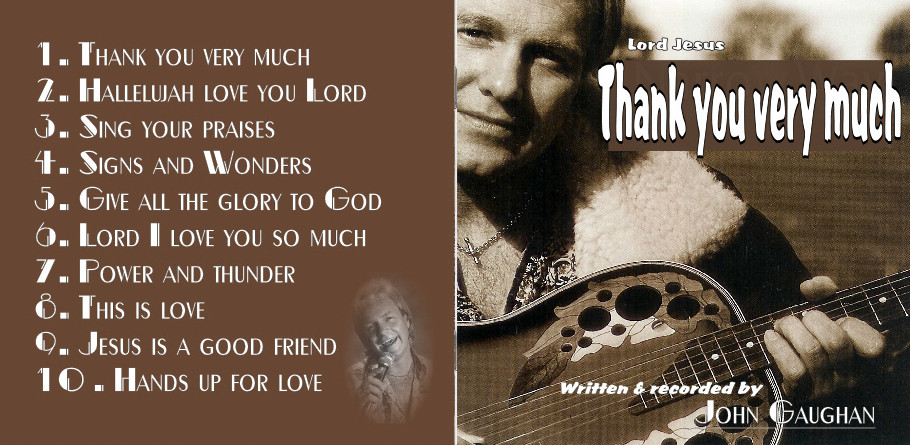 1. Thank you very much
2. Hallelujah love you Lord
3. Sing your praises
4. Signs and Wonders
5. Give all the glory to God
6. Lord I love you so much
7. Power and thunder
8. This is love
9. Jesus is a good friend
10. Hands up for love
Lord Jesus
Thank you very much
Written & recorded by
John Gaughan